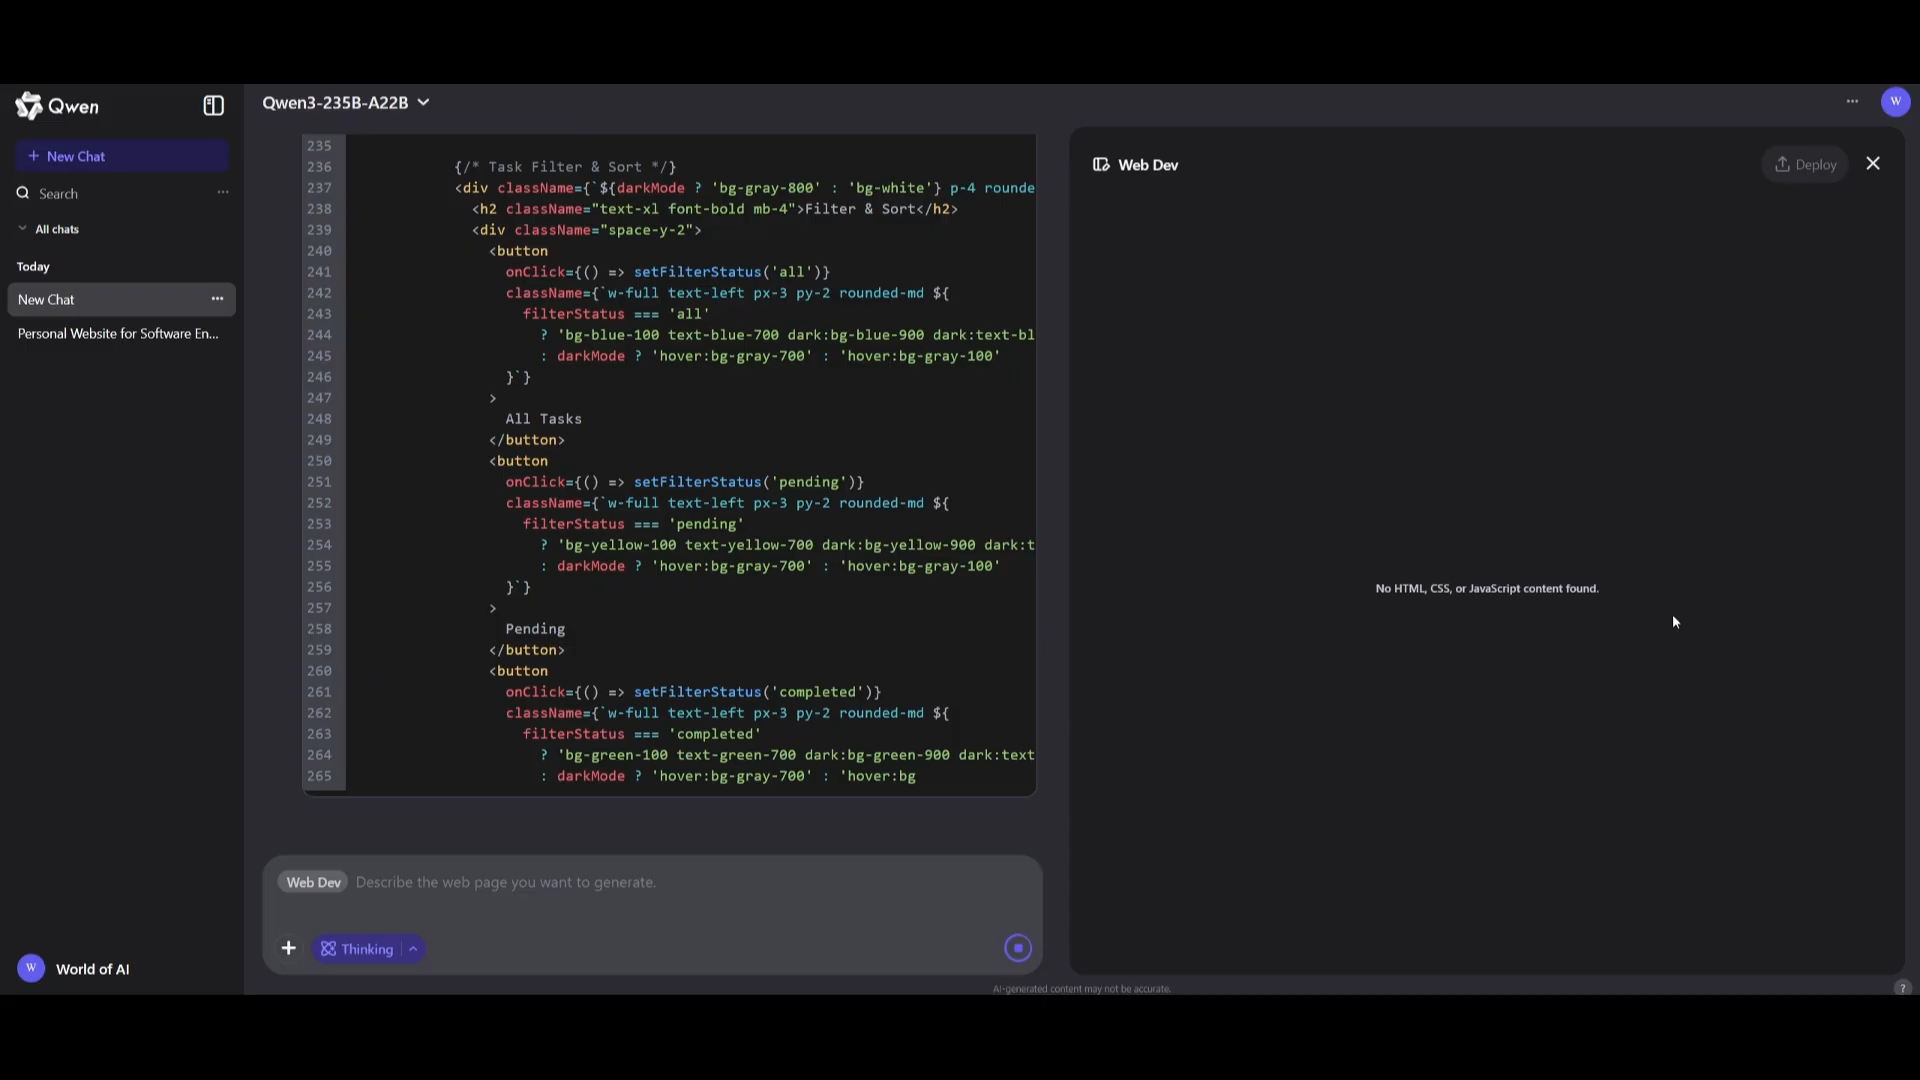 Qwen
New Chat
Search
All chats
Today
New Chat
Personal Website for Software En...
W
World of AI
Qwen3-235B-A22B
W
235
236 {/* Task Filter & Sort */}
237 <div className={`${darkMode ? 'bg-gray-800' : 'bg-white'} p-4 rounde
238 <h2 className="text-xl font-bold mb-4">Filter & Sort</h2>
239 <div className="space-y-2">
240 <button
241 onClick={() => setFilterStatus('all')}
242 className={`w-full text-left px-3 py-2 rounded-md ${
243 filterStatus === 'all'
244 ? 'bg-blue-100 text-blue-700 dark:bg-blue-900 dark:text-bl
245 : darkMode ? 'hover:bg-gray-700' : 'hover:bg-gray-100'
246 }`}
247 >
248 All Tasks
249 </button>
250 <button
251 onClick={() => setFilterStatus('pending')}
252 className={`w-full text-left px-3 py-2 rounded-md ${
253 filterStatus === 'pending'
254 ? 'bg-yellow-100 text-yellow-700 dark:bg-yellow-900 dark:t
255 : darkMode ? 'hover:bg-gray-700' : 'hover:bg-gray-100'
256 }`}
257 >
258 Pending
259 </button>
260 <button
261 onClick={() => setFilterStatus('completed')}
262 className={`w-full text-left px-3 py-2 rounded-md ${
263 filterStatus === 'completed'
264 ? 'bg-green-100 text-green-700 dark:bg-green-900 dark:text
265 : darkMode ? 'hover:bg-gray-700' : 'hover:bg
Web Dev Describe the web page you want to generate.
Thinking
Web Dev
Deploy
No HTML, CSS, or JavaScript content found.
AI-generated content may not be accurate.
?